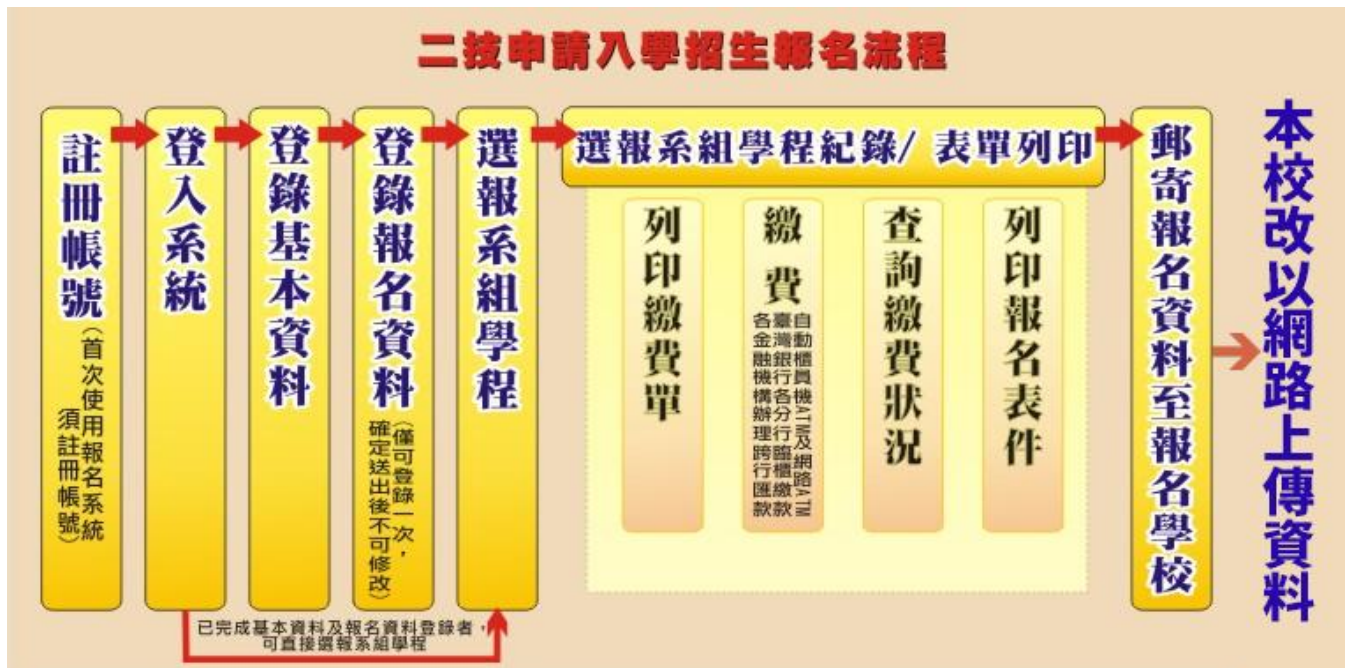 二技申請入學招生報名流程
註冊帳號
(首次使用報名系統
須註冊帳號)
登入系統
登錄基本資料
登錄報名資料
(僅可登錄一次，
確定送出後不可修改)
選報系組學程
已完成基本資料及報名資料登錄者，
可直接選報系組學程
選報系組學程紀錄/ 表單列印
列印繳費單
繳 費
自動櫃員機ATM及網路ATM
臺灣銀行各分行臨櫃繳款
各金融機構辦理跨行匯款
查詢繳費狀況
列印報名表件
郵寄報名資料至報名學校
本校改以網路上傳資料